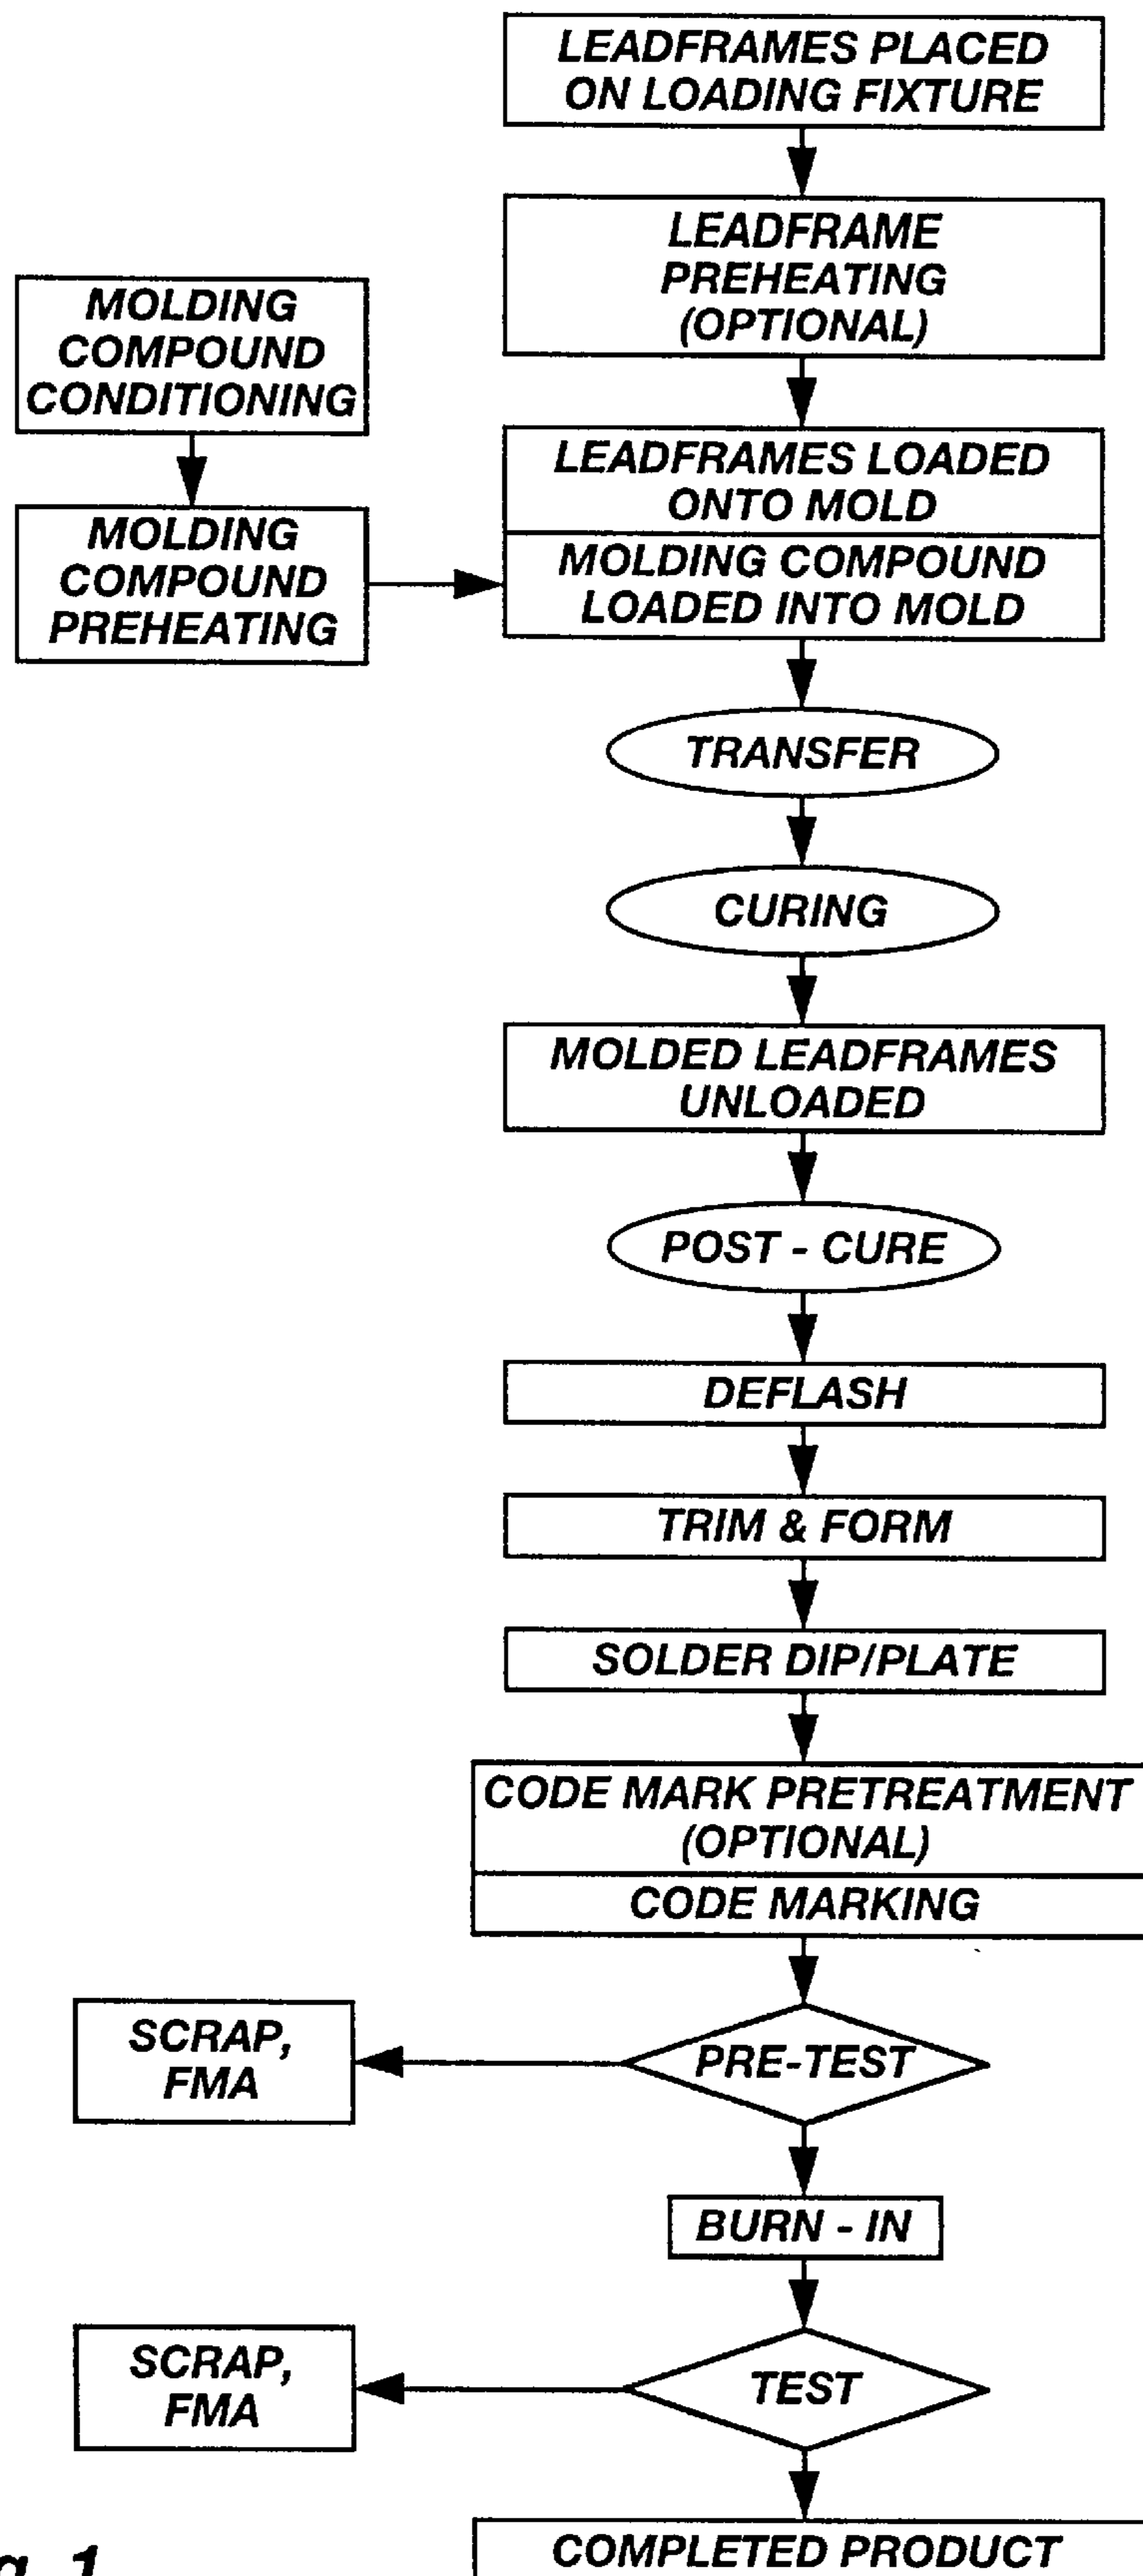 LEADFRAMES PLACED
ON LOADING FIXTURE
LEADFRAME
PREHEATING
(OPTIONAL)
MOLDING
COMPOUND
CONDITIONING
LEADFRAMES LOADED
ONTO MOLD
MOLDING
COMPOUND
PREHEATING
MOLDING COMPOUND
LOADED INTO MOLD
TRANSFER
CURING
MOLDED LEADFRAMES
UNLOADED
POST - CURE
DEFLASH
TRIM & FORM
SOLDER DIP/PLATE
CODE MARK PRETREATMENT
(OPTIONAL)
CODE MARKING
PRE-TEST
SCRAP,
FMA
BURN - IN
TEST
SCRAP,
FMA
COMPLETED PRODUCT